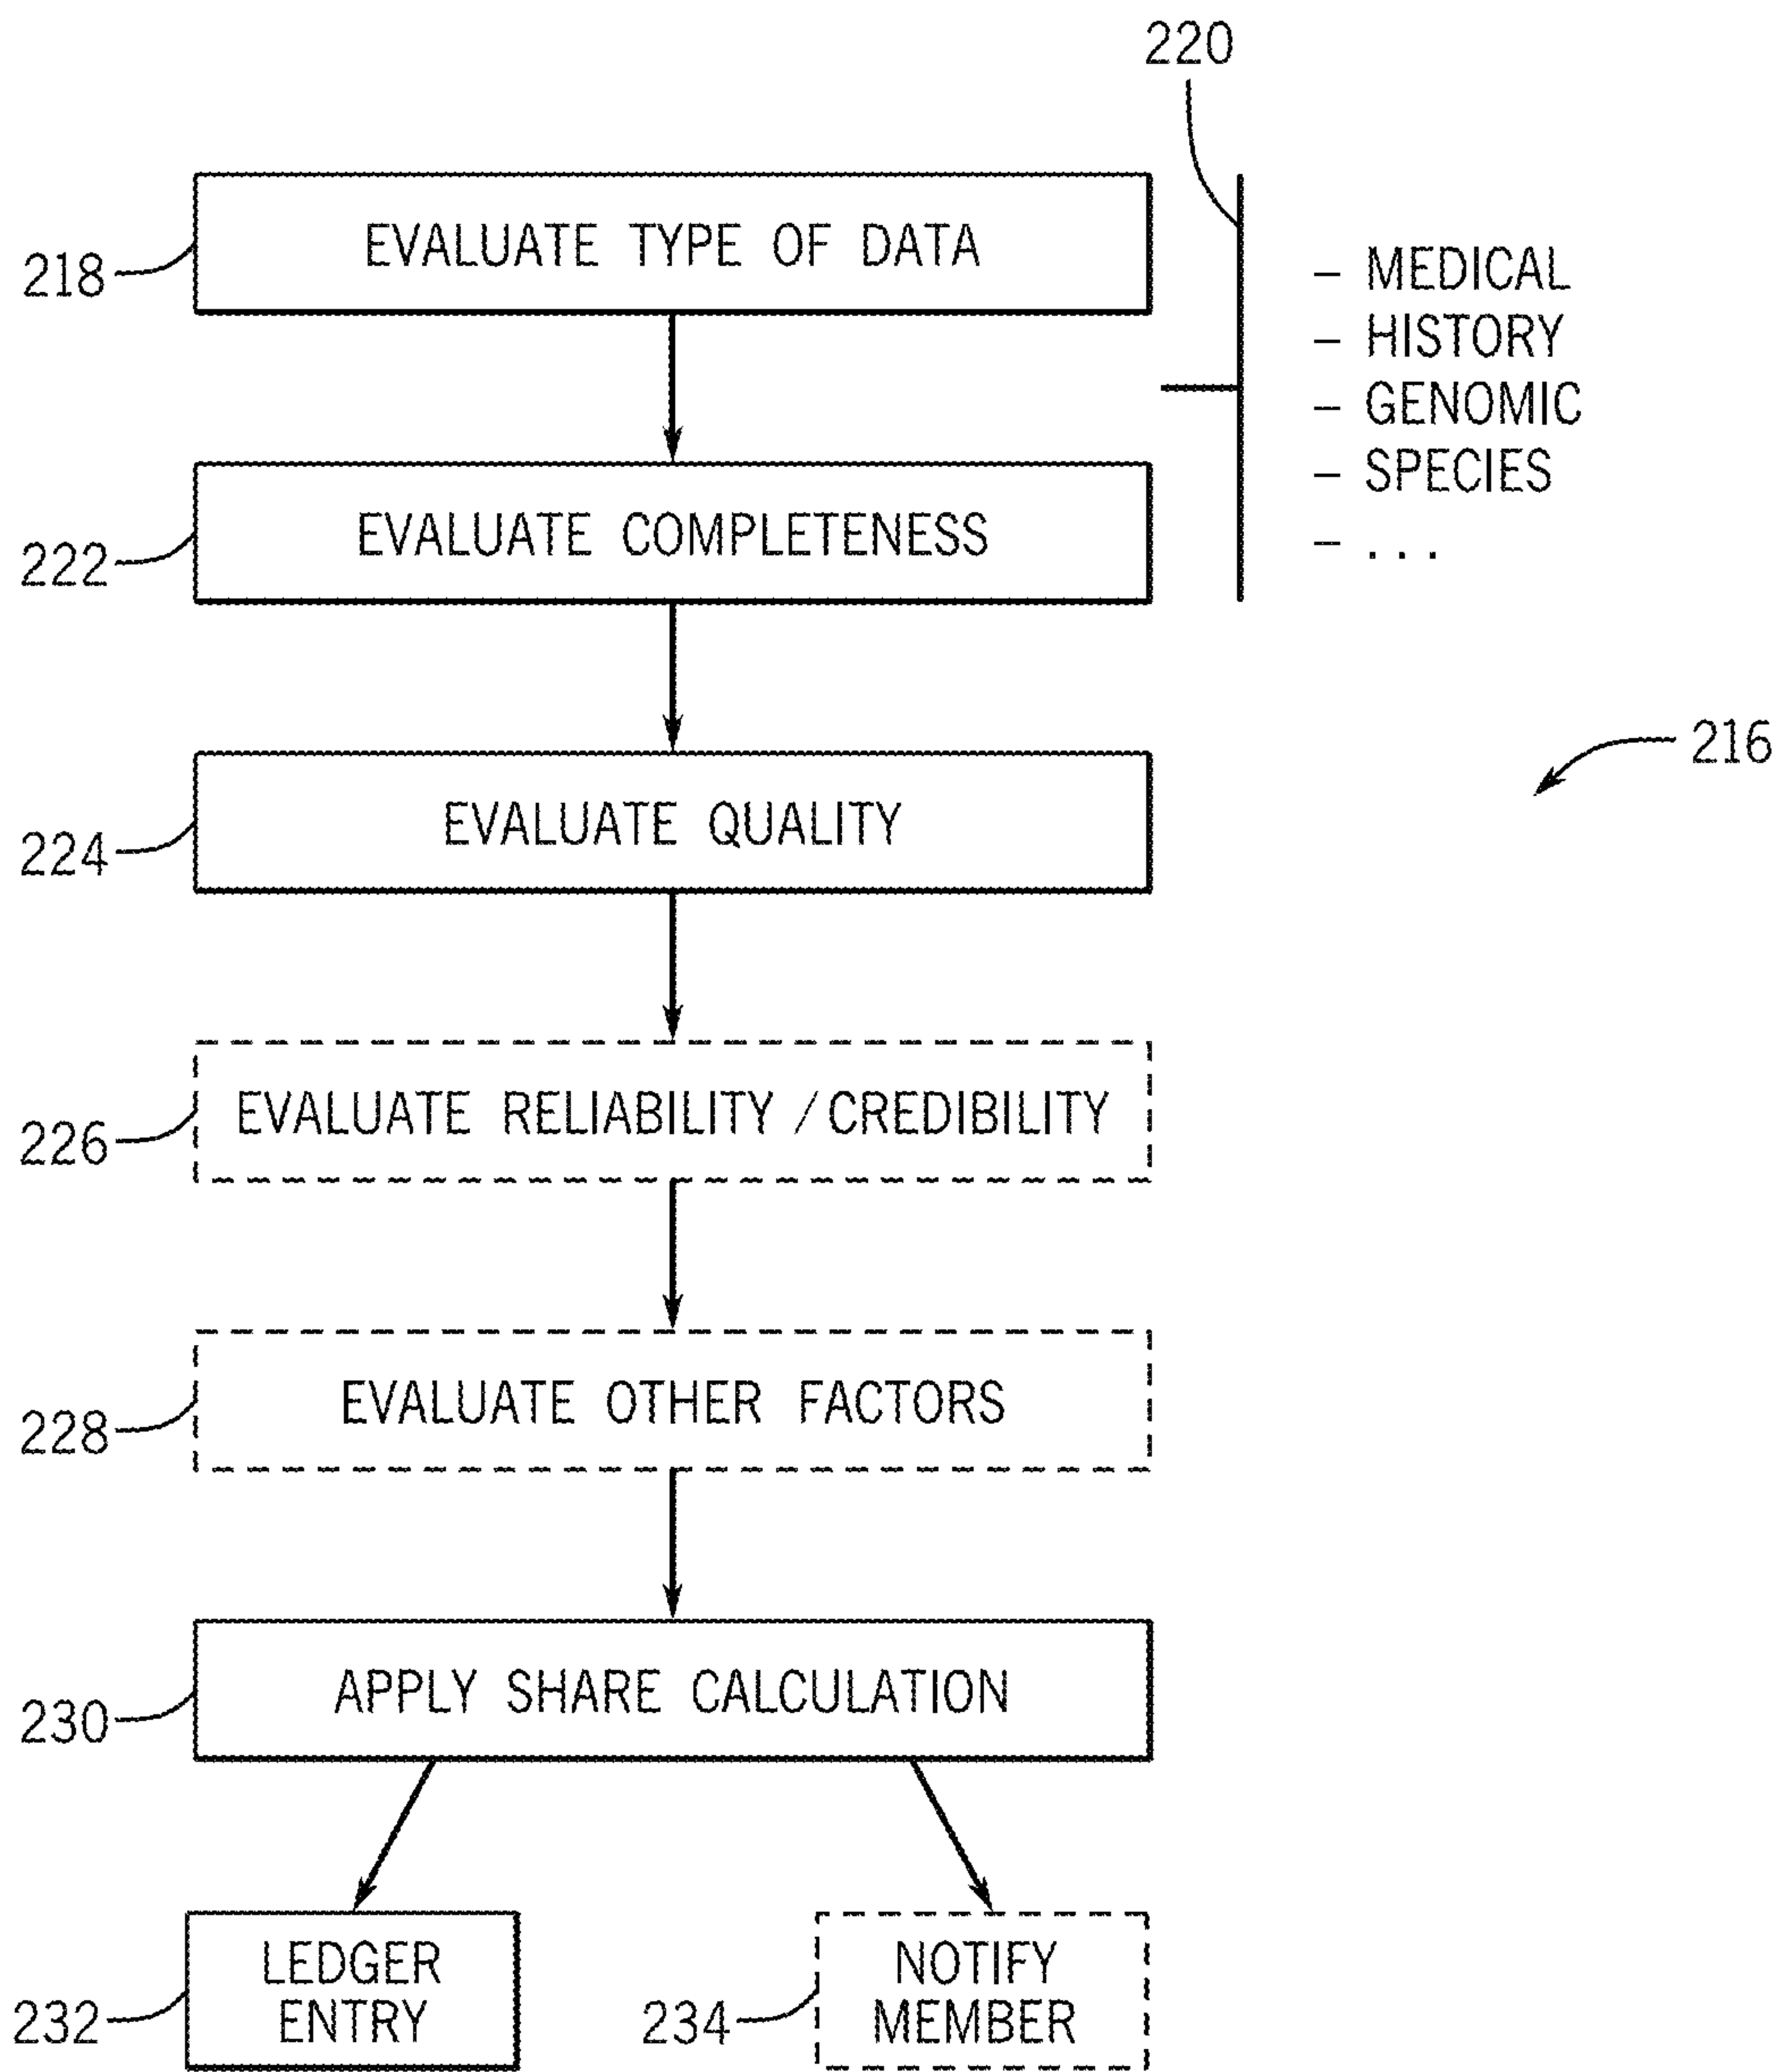 220
EVALUATE TYPE OF DATA
218
- MEDICAL
- HISTORY
- GENOMIC
- SPECIES
- ...
EVALUATE COMPLETENESS
222
216
EVALUATE QUALITY
224
EVALUATE RELIABILITY / CREDIBILITY
226
EVALUATE OTHER FACTORS
228
APPLY SHARE CALCULATION
230
LEDGER
ENTRY
232
NOTIFY
MEMBER
234